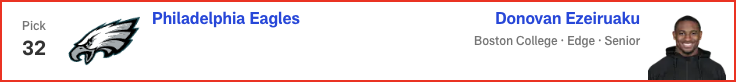 Pick
32
Philadelphia Eagles
Donovan Ezeiruaku
Boston College · Edge · Senior